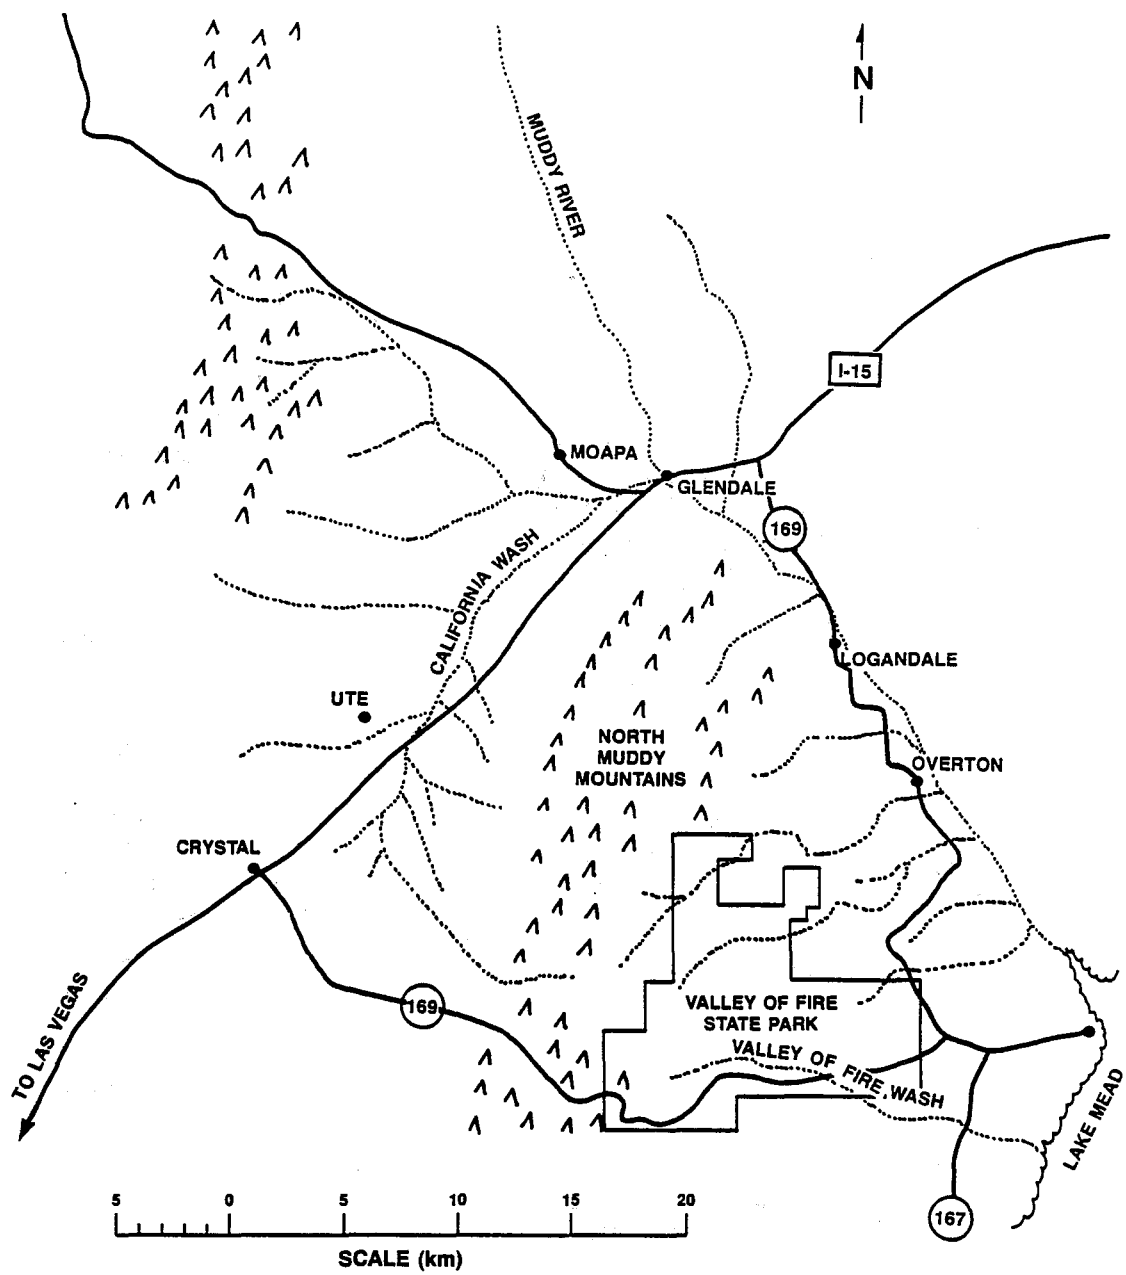 N
MUDDY RIVER
I-15
MOAPA
GLENDALE
169
CALIFORNIA WASH
LOGANDALE
UTE
NORTH
MUDDY
MOUNTAINS
OVERTON
CRYSTAL
TO LAS VEGAS
169
VALLEY OF FIRE
STATE PARK
VALLEY OF FIRE WASH
LAKE MEAD
167
5 0 5 10 15 20
SCALE (km)